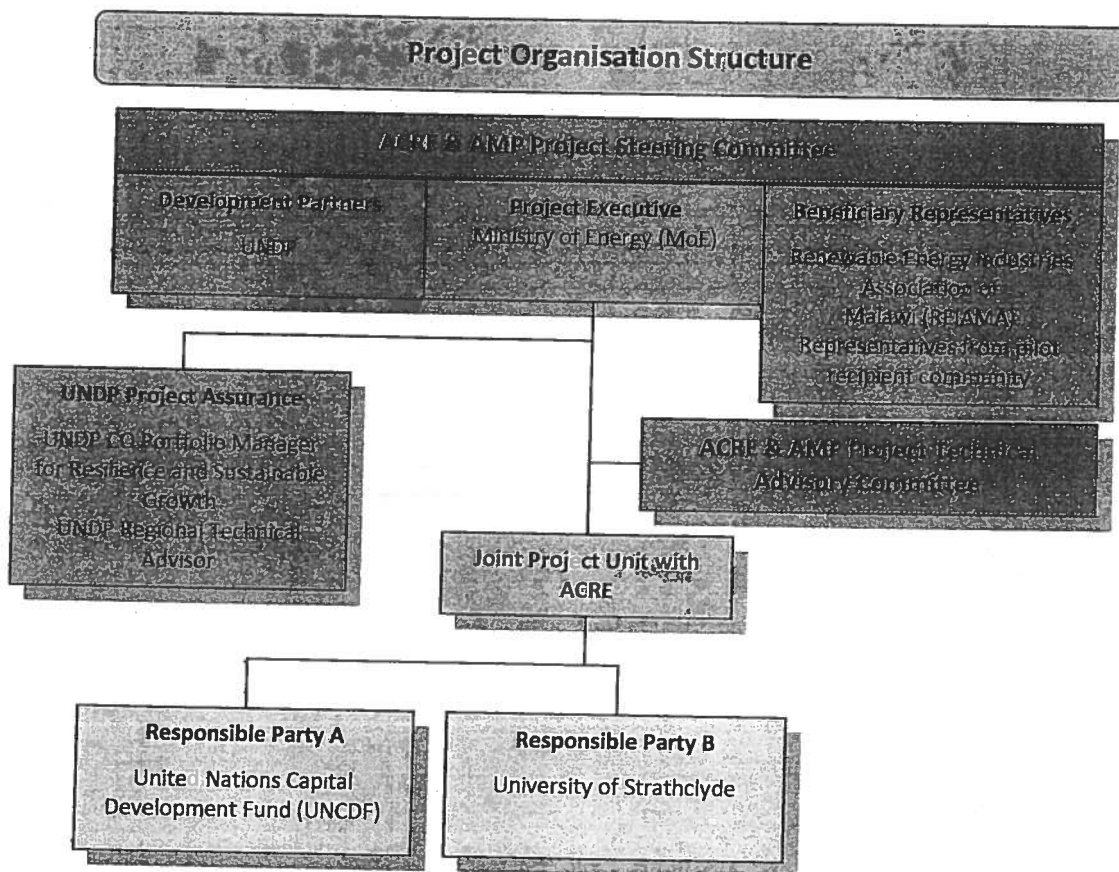 Project Organisation Structure
ACRE & AMP Project Steering Committee
Development Partners
UNDP
Project Executive
Ministry of Energy (MoE)
Beneficiary Representatives
Renewable Energy Industries
Association of
Malawi (REIAMA)
Representatives from pilot
recipient community
UNDP Project Assurance
UNDP CO Portfolio Manager
for Resilience and Sustainable
Growth
UNDP Regional Technical
Advisor
ACRE & AMP Project Technical
Advisory Committee
Joint Project Unit with
ACRE
Responsible Party A
United Nations Capital
Development Fund (UNCDF)
Responsible Party B
University of Strathclyde